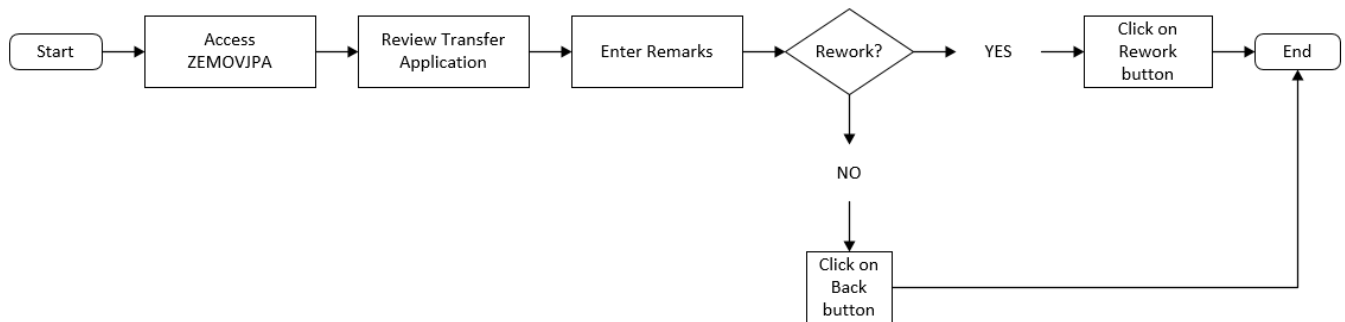 Start
Access
ZEMOVJPA
Review Transfer
Application
Enter Remarks
Rework?
YES
Click on
Rework
button
End
NO
Click on
Back
button